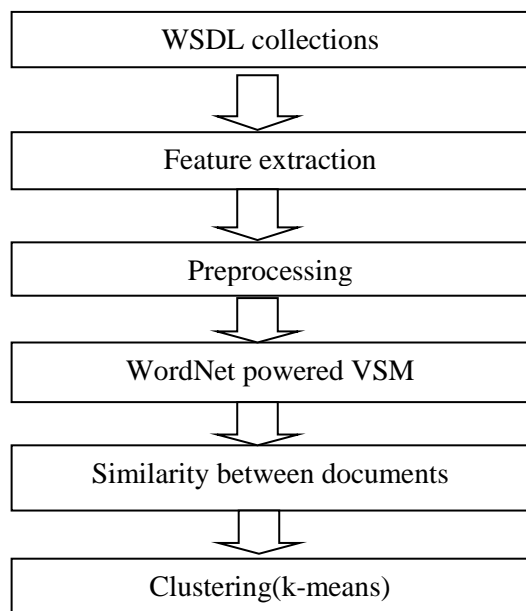 WSDL collections
Feature extraction
Preprocessing
WordNet powered VSM
Similarity between documents
Clustering(k-means)